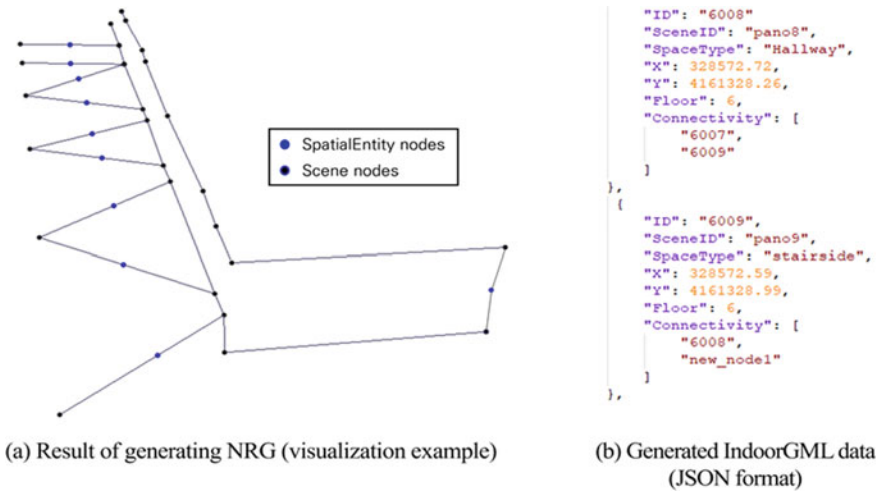 SpatialEntity nodes
Scene nodes
(a) Result of generating NRG (visualization example)
"ID": "6008"
"SceneID": "pano8",
"SpaceType": "Hallway",
"X": 328572.72,
"Y": 4161328.26,
"Floor": 6,
"Connectivity": [
"6007",
"6009"
]
},
{
"ID": "6009",
"SceneID": "pano9",
"SpaceType": "stairside",
"X": 328572.59,
"Y": 4161328.99,
"Floor": 6,
"Connectivity": [
"6008",
"new_node1"
]
},
(b) Generated IndoorGML data
(JSON format)